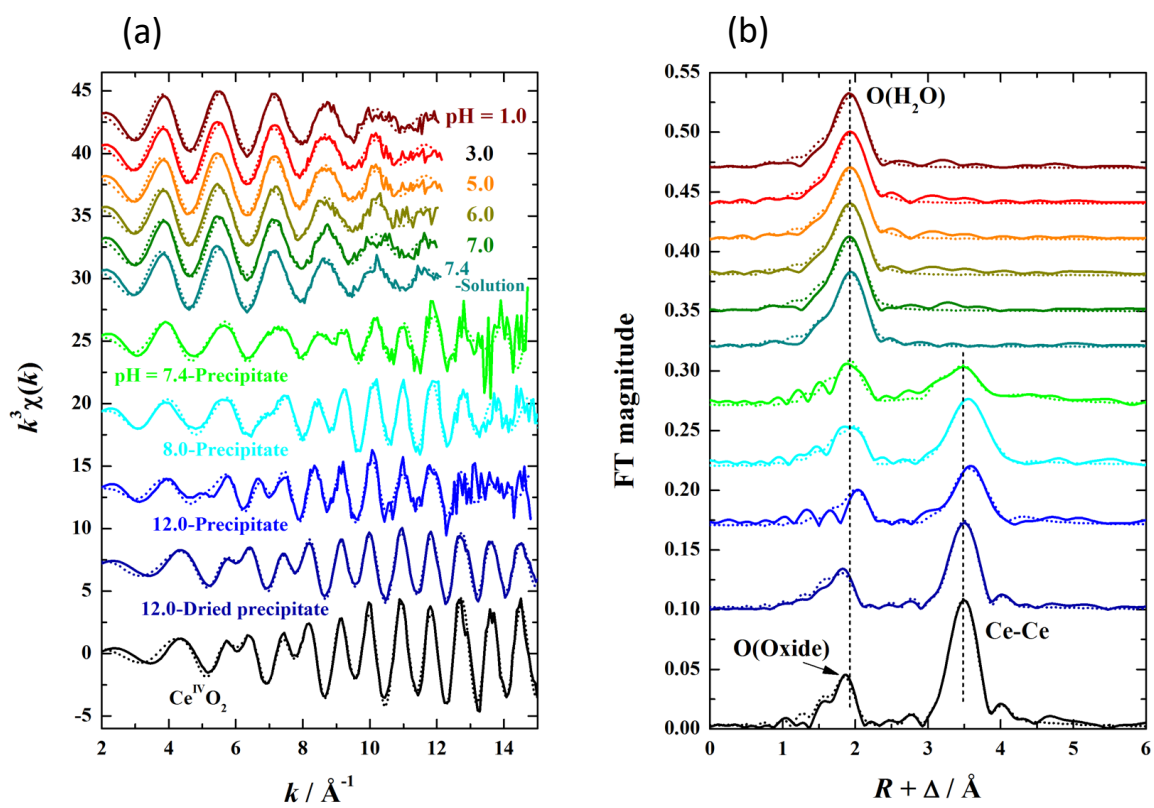 (a)
(b)
45
40
35
30
25
20
15
10
5
0
-5
pH = 1.0
3.0
5.0
6.0
7.0
7.4
-Solution
pH = 7.4-Precipitate
8.0-Precipitate
12.0-Precipitate
12.0-Dried precipitate
Ce^IV O₂
k³χ(k)
2 4 6 8 10 12 14
k / Å⁻¹
0.55
0.50
0.45
0.40
0.35
0.30
0.25
0.20
0.15
0.10
0.05
0.00
O(H₂O)
Ce-Ce
O(Oxide)
FT magnitude
0 1 2 3 4 5 6
R + Δ / Å